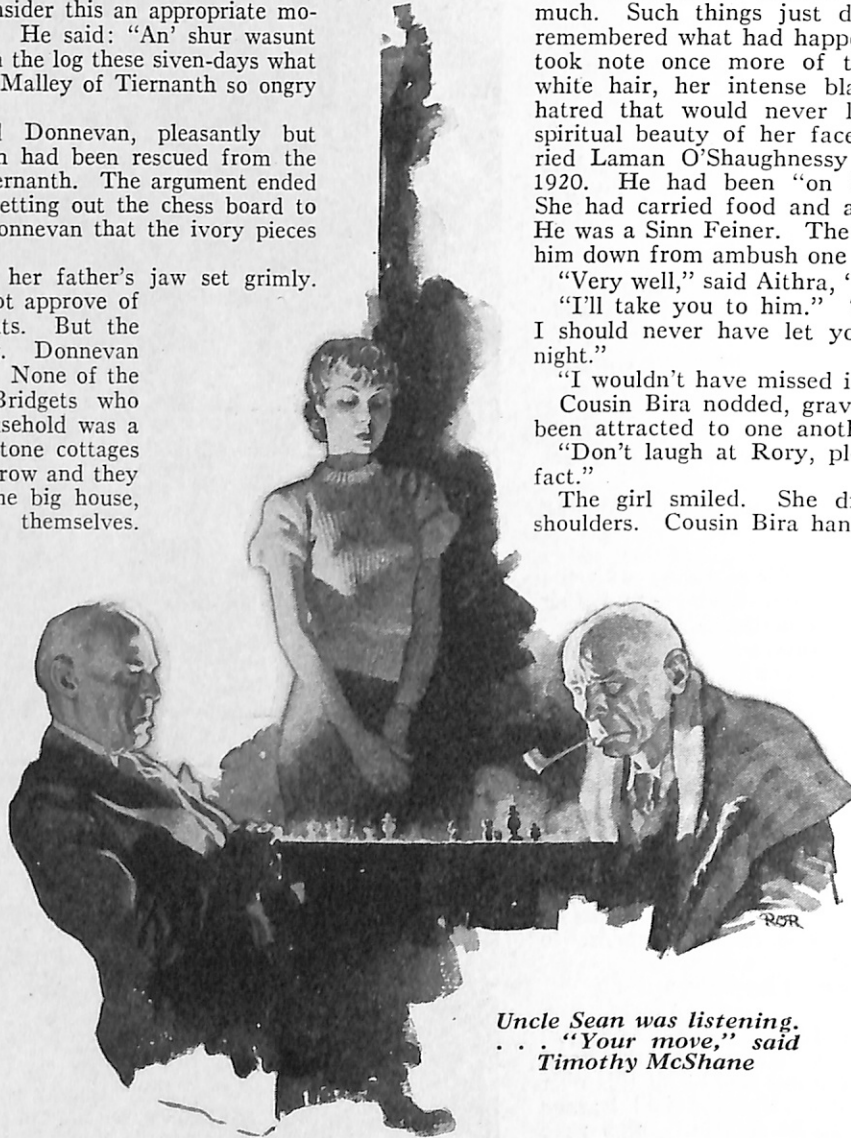 nsider this an appropriate mo-
He said: “An’ shur wasunt
n the log these siven-days what
Malley of Tiernanth so ongry
l Donnevan, pleasantly but
n had been rescued from the
ernanth. The argument ended
etting out the chess board to
onnevan that the ivory pieces
her father’s jaw set grimly.
ot approve of
ts. But the
. Donnevan
None of the
Bridgets who
usehold was a
tone cottages
row and they
he big house,
themselves.
much. Such things just d
remembered what had happe
took note once more of t
white hair, her intense bla
hatred that would never l
spiritual beauty of her face
ried Laman O’Shaughnessy
1920. He had been “on
She had carried food and a
He was a Sinn Feiner. The
him down from ambush one
“Very well,” said Aithra, “
“I’ll take you to him.”
I should never have let yo
night.”
“I wouldn’t have missed i
Cousin Bira nodded, grav
been attracted to one anoth
“Don’t laugh at Rory, pl
fact.”
The girl smiled. She d
shoulders. Cousin Bira han
ROR
Uncle Sean was listening.
. . . “Your move,” said
Timothy McShane